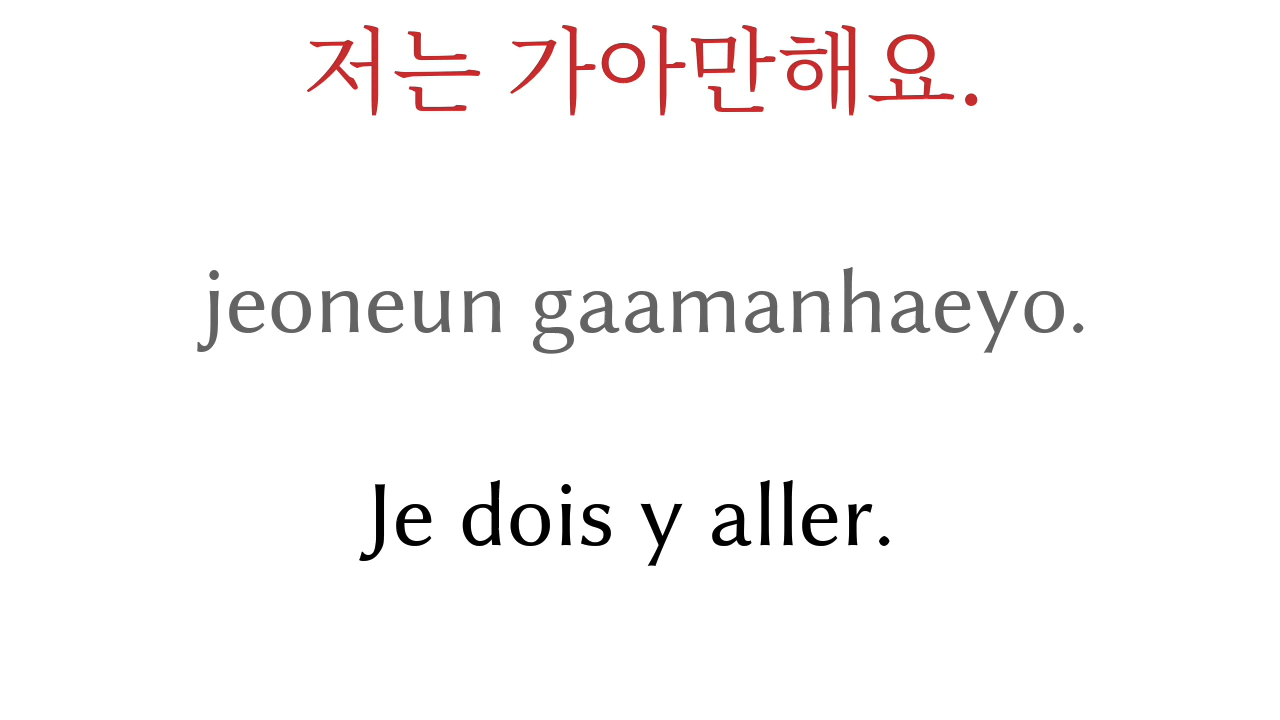 저는 가아만해요.
jeoneun gaamanhaeyo.
Je dois y aller.